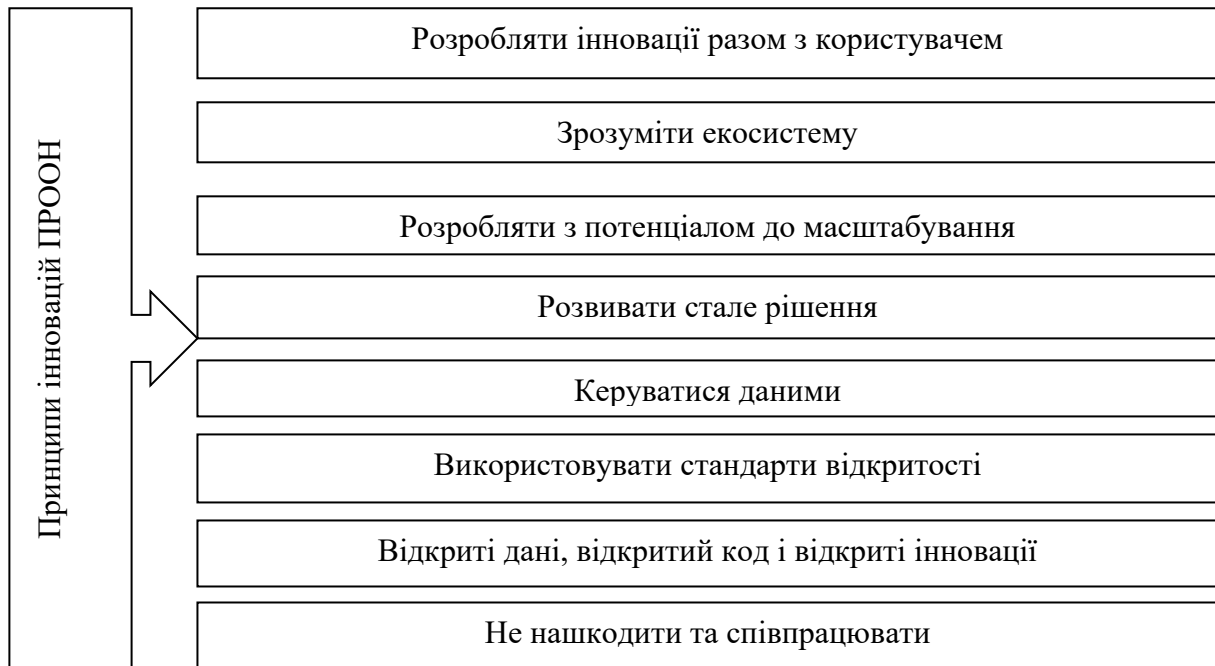 Принципи інновацій ПРООН
Розробляти інновації разом з користувачем
Зрозуміти екосистему
Розробляти з потенціалом до масштабування
Розвивати стале рішення
Керуватися даними
Використовувати стандарти відкритості
Відкриті дані, відкритий код і відкриті інновації
Не нашкодити та співпрацювати